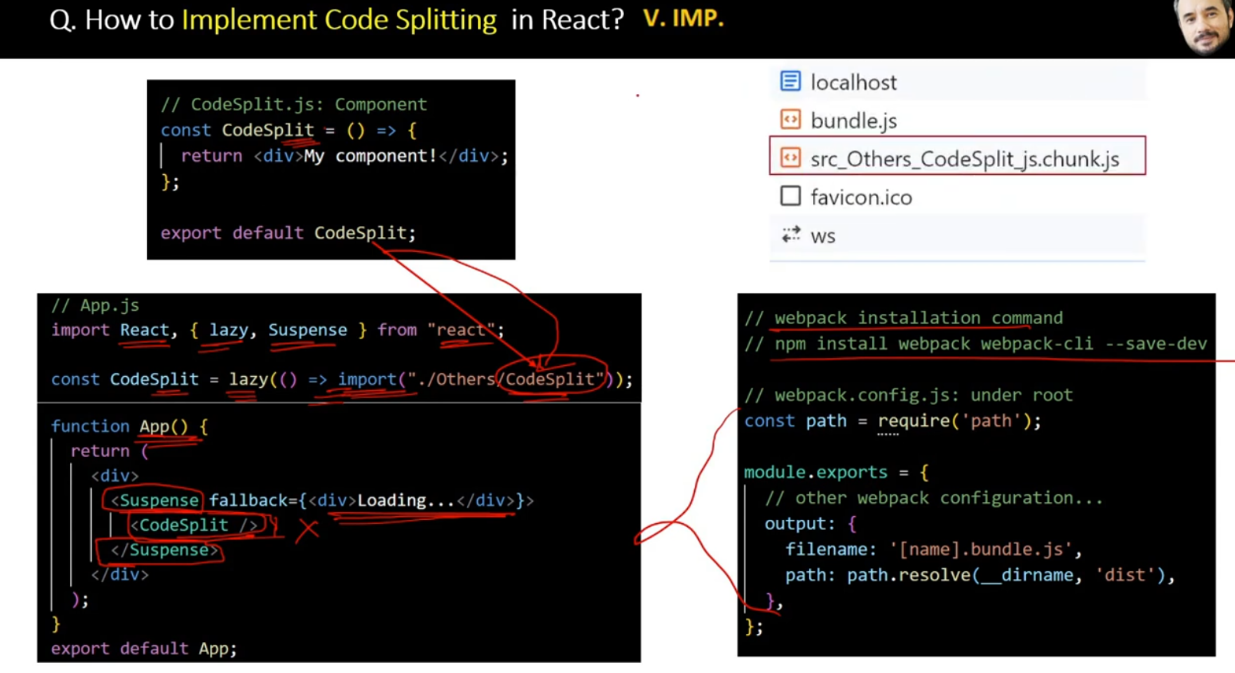 Q. How to Implement Code Splitting in React? V. IMP.
// CodeSplit.js: Component
const CodeSplit = () => {
return <div>My component!</div>;
};
export default CodeSplit;
localhost
bundle.js
src_Others_CodeSplit_js.chunk.js
favicon.ico
ws
// App.js
import React, { lazy, Suspense } from "react";
const CodeSplit = lazy(() => import("./Others/CodeSplit"));
function App() {
return (
<div>
<Suspense fallback={<div>Loading...</div>}>
<CodeSplit />
</Suspense>
</div>
);
}
export default App;
// webpack installation command
// npm install webpack webpack-cli --save-dev
// webpack.config.js: under root
const path = require('path');
module.exports = {
// other webpack configuration...
output: {
filename: '[name].bundle.js',
path: path.resolve(__dirname, 'dist'),
},
};